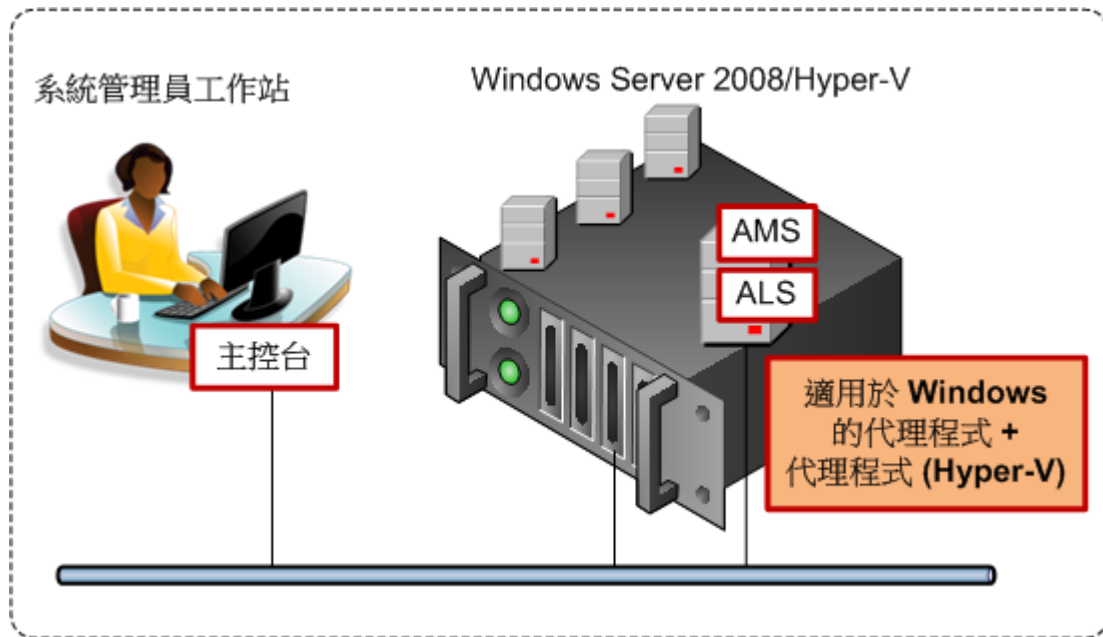 系統管理員工作站
Windows Server 2008/Hyper-V
AMS
ALS
主控台
適用於 Windows
的代理程式 +
代理程式 (Hyper-V)